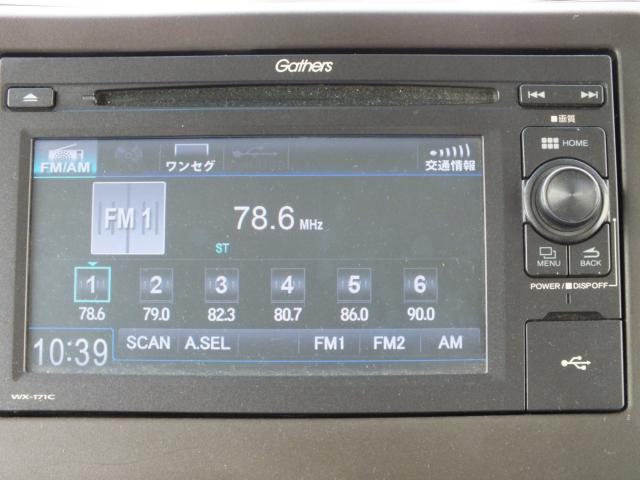 Gathers
■画質
HOME
FM/AM
ワンセグ
交通情報
FM 1
78.6 MHz
ST
1 2 3 4 5 6
78.6 79.0 82.3 80.7 86.0 90.0
MENU
BACK
POWER / ■DISP OFF
10:39
SCAN A.SEL FM1 FM2 AM
WX-171C